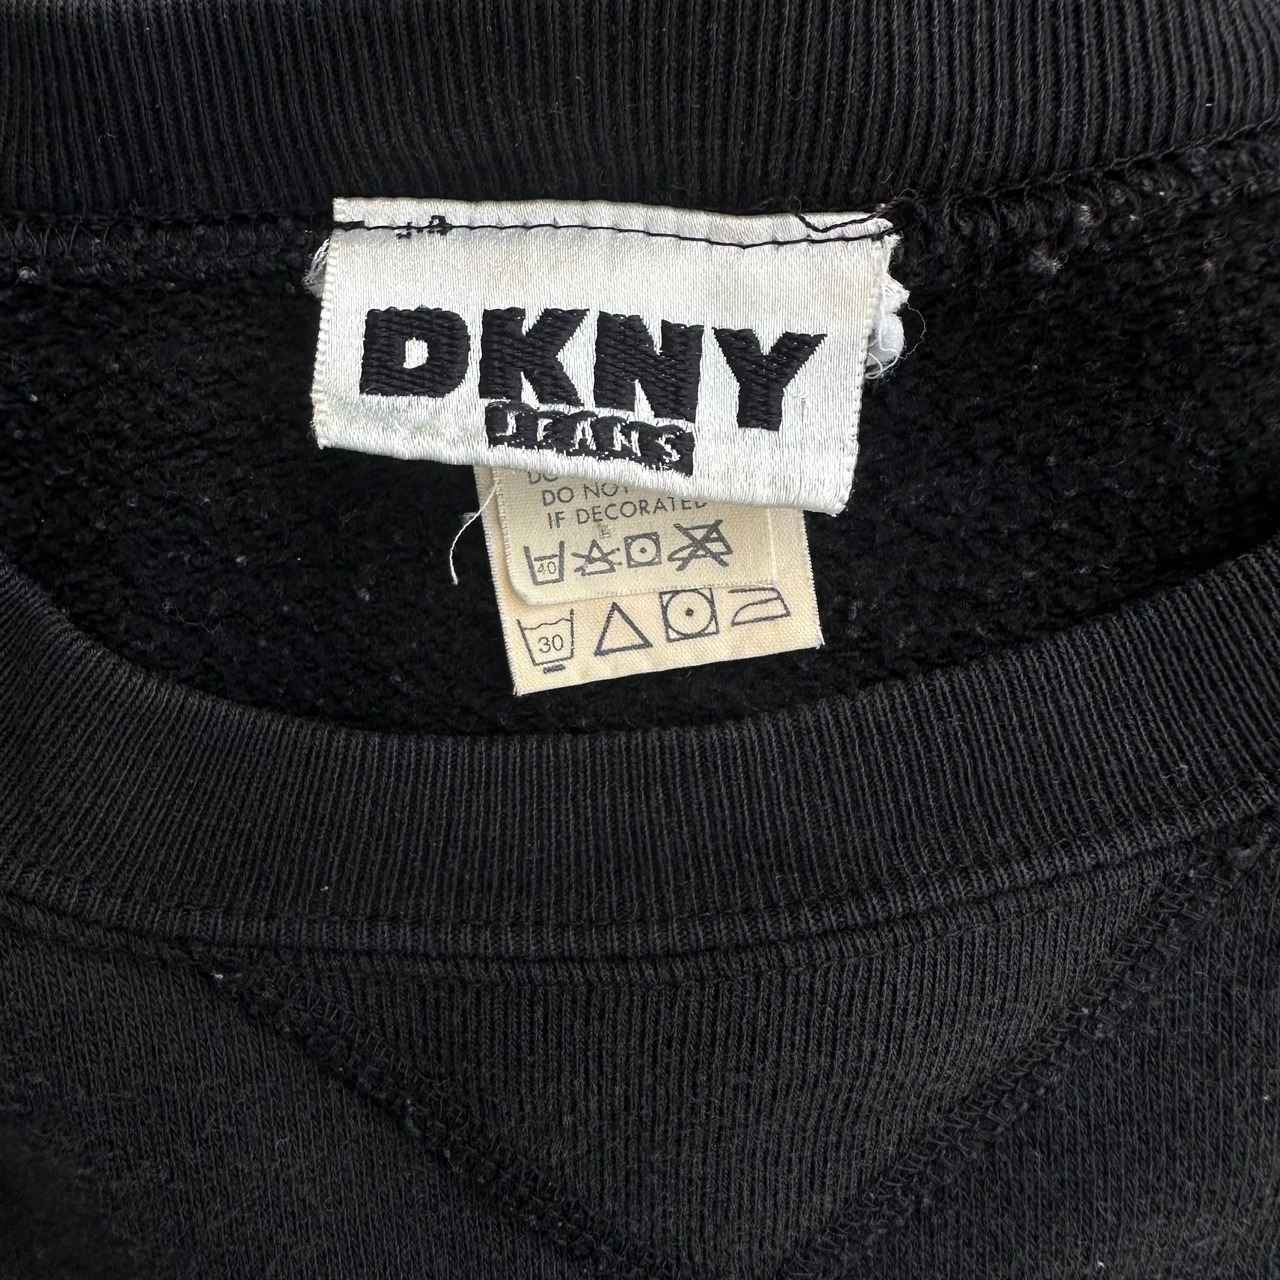 DKNY
JEANS
DO NOT
IF DECORATED
40
30